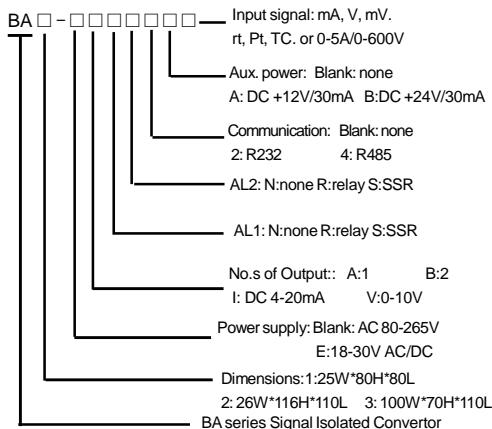 BA□-□□□□□□□
Input signal: mA, V, mV.
rt, Pt, TC. or 0-5A/0-600V
Aux. power: Blank: none
A: DC +12V/30mA B:DC +24V/30mA
Communication: Blank: none
2: R232 4: R485
AL2: N:none R:relay S:SSR
AL1: N:none R:relay S:SSR
No.s of Output:: A:1 B:2
I: DC 4-20mA V:0-10V
Power supply: Blank: AC 80-265V
E:18-30V AC/DC
Dimensions:1:25W*80H*80L
2: 26W*116H*110L 3: 100W*70H*110L
BA series Signal Isolated Convertor